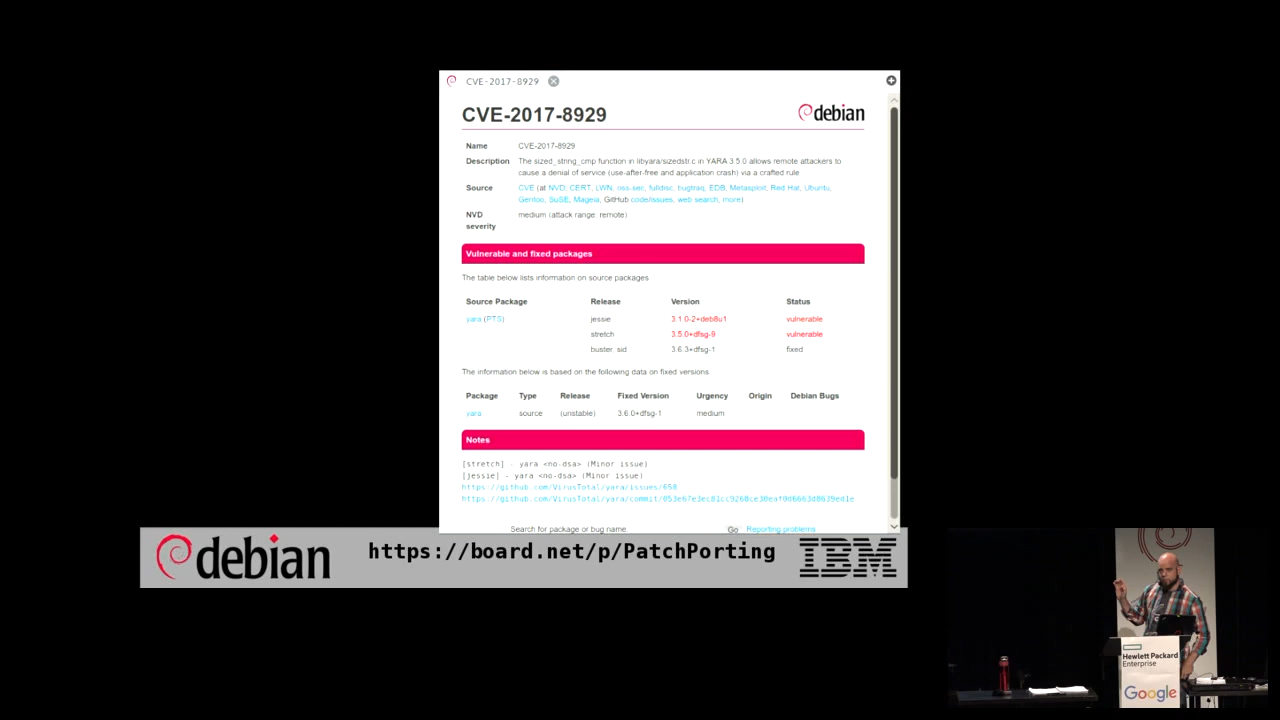 CVE-2017-8929
CVE-2017-8929
debian
Name CVE-2017-8929
Description The sized_string_cmp function in libyara/sizedstr.c in YARA 3.5.0 allows remote attackers to
cause a denial of service (use-after-free and application crash) via a crafted rule
Source CVE (at NVD, CERT, LWN, oss-sec, fulldisc, bugtraq, EDB, Metasploit, Red Hat, Ubuntu,
Gentoo, SuSE, Mageia, GitHub code/issues, web search, more)
NVD medium (attack range: remote)
severity
Vulnerable and fixed packages
The table below lists information on source packages
Source Package Release Version Status
yara (PTS) jessie 3.1.0-2+deb8u1 vulnerable
stretch 3.5.0+dfsg-9 vulnerable
buster, sid 3.6.3+dfsg-1 fixed
The information below is based on the following data on fixed versions
Package Type Release Fixed Version Urgency Origin Debian Bugs
yara source (unstable) 3.6.0+dfsg-1 medium
Notes
[stretch] - yara <no-dsa> (Minor issue)
[jessie] - yara <no-dsa> (Minor issue)
https://github.com/VirusTotal/yara/issues/658
https://github.com/VirusTotal/yara/commit/053e67e3ec81cc9268ce30eaf0d6663d8639ed1e
Search for package or bug name: Go Reporting problems
debian https://board.net/p/PatchPorting IBM
Hewlett Packard
Enterprise
Google